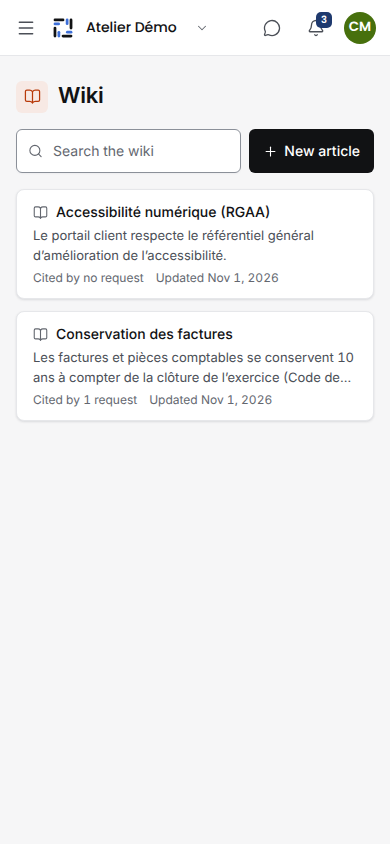 Atelier Démo
3
CM
Wiki
Search the wiki
New article
Accessibilité numérique (RGAA)
Le portail client respecte le référentiel général
d’amélioration de l’accessibilité.
Cited by no request Updated Nov 1, 2026
Conservation des factures
Les factures et pièces comptables se conservent 10
ans à compter de la clôture de l’exercice (Code de…
Cited by 1 request Updated Nov 1, 2026